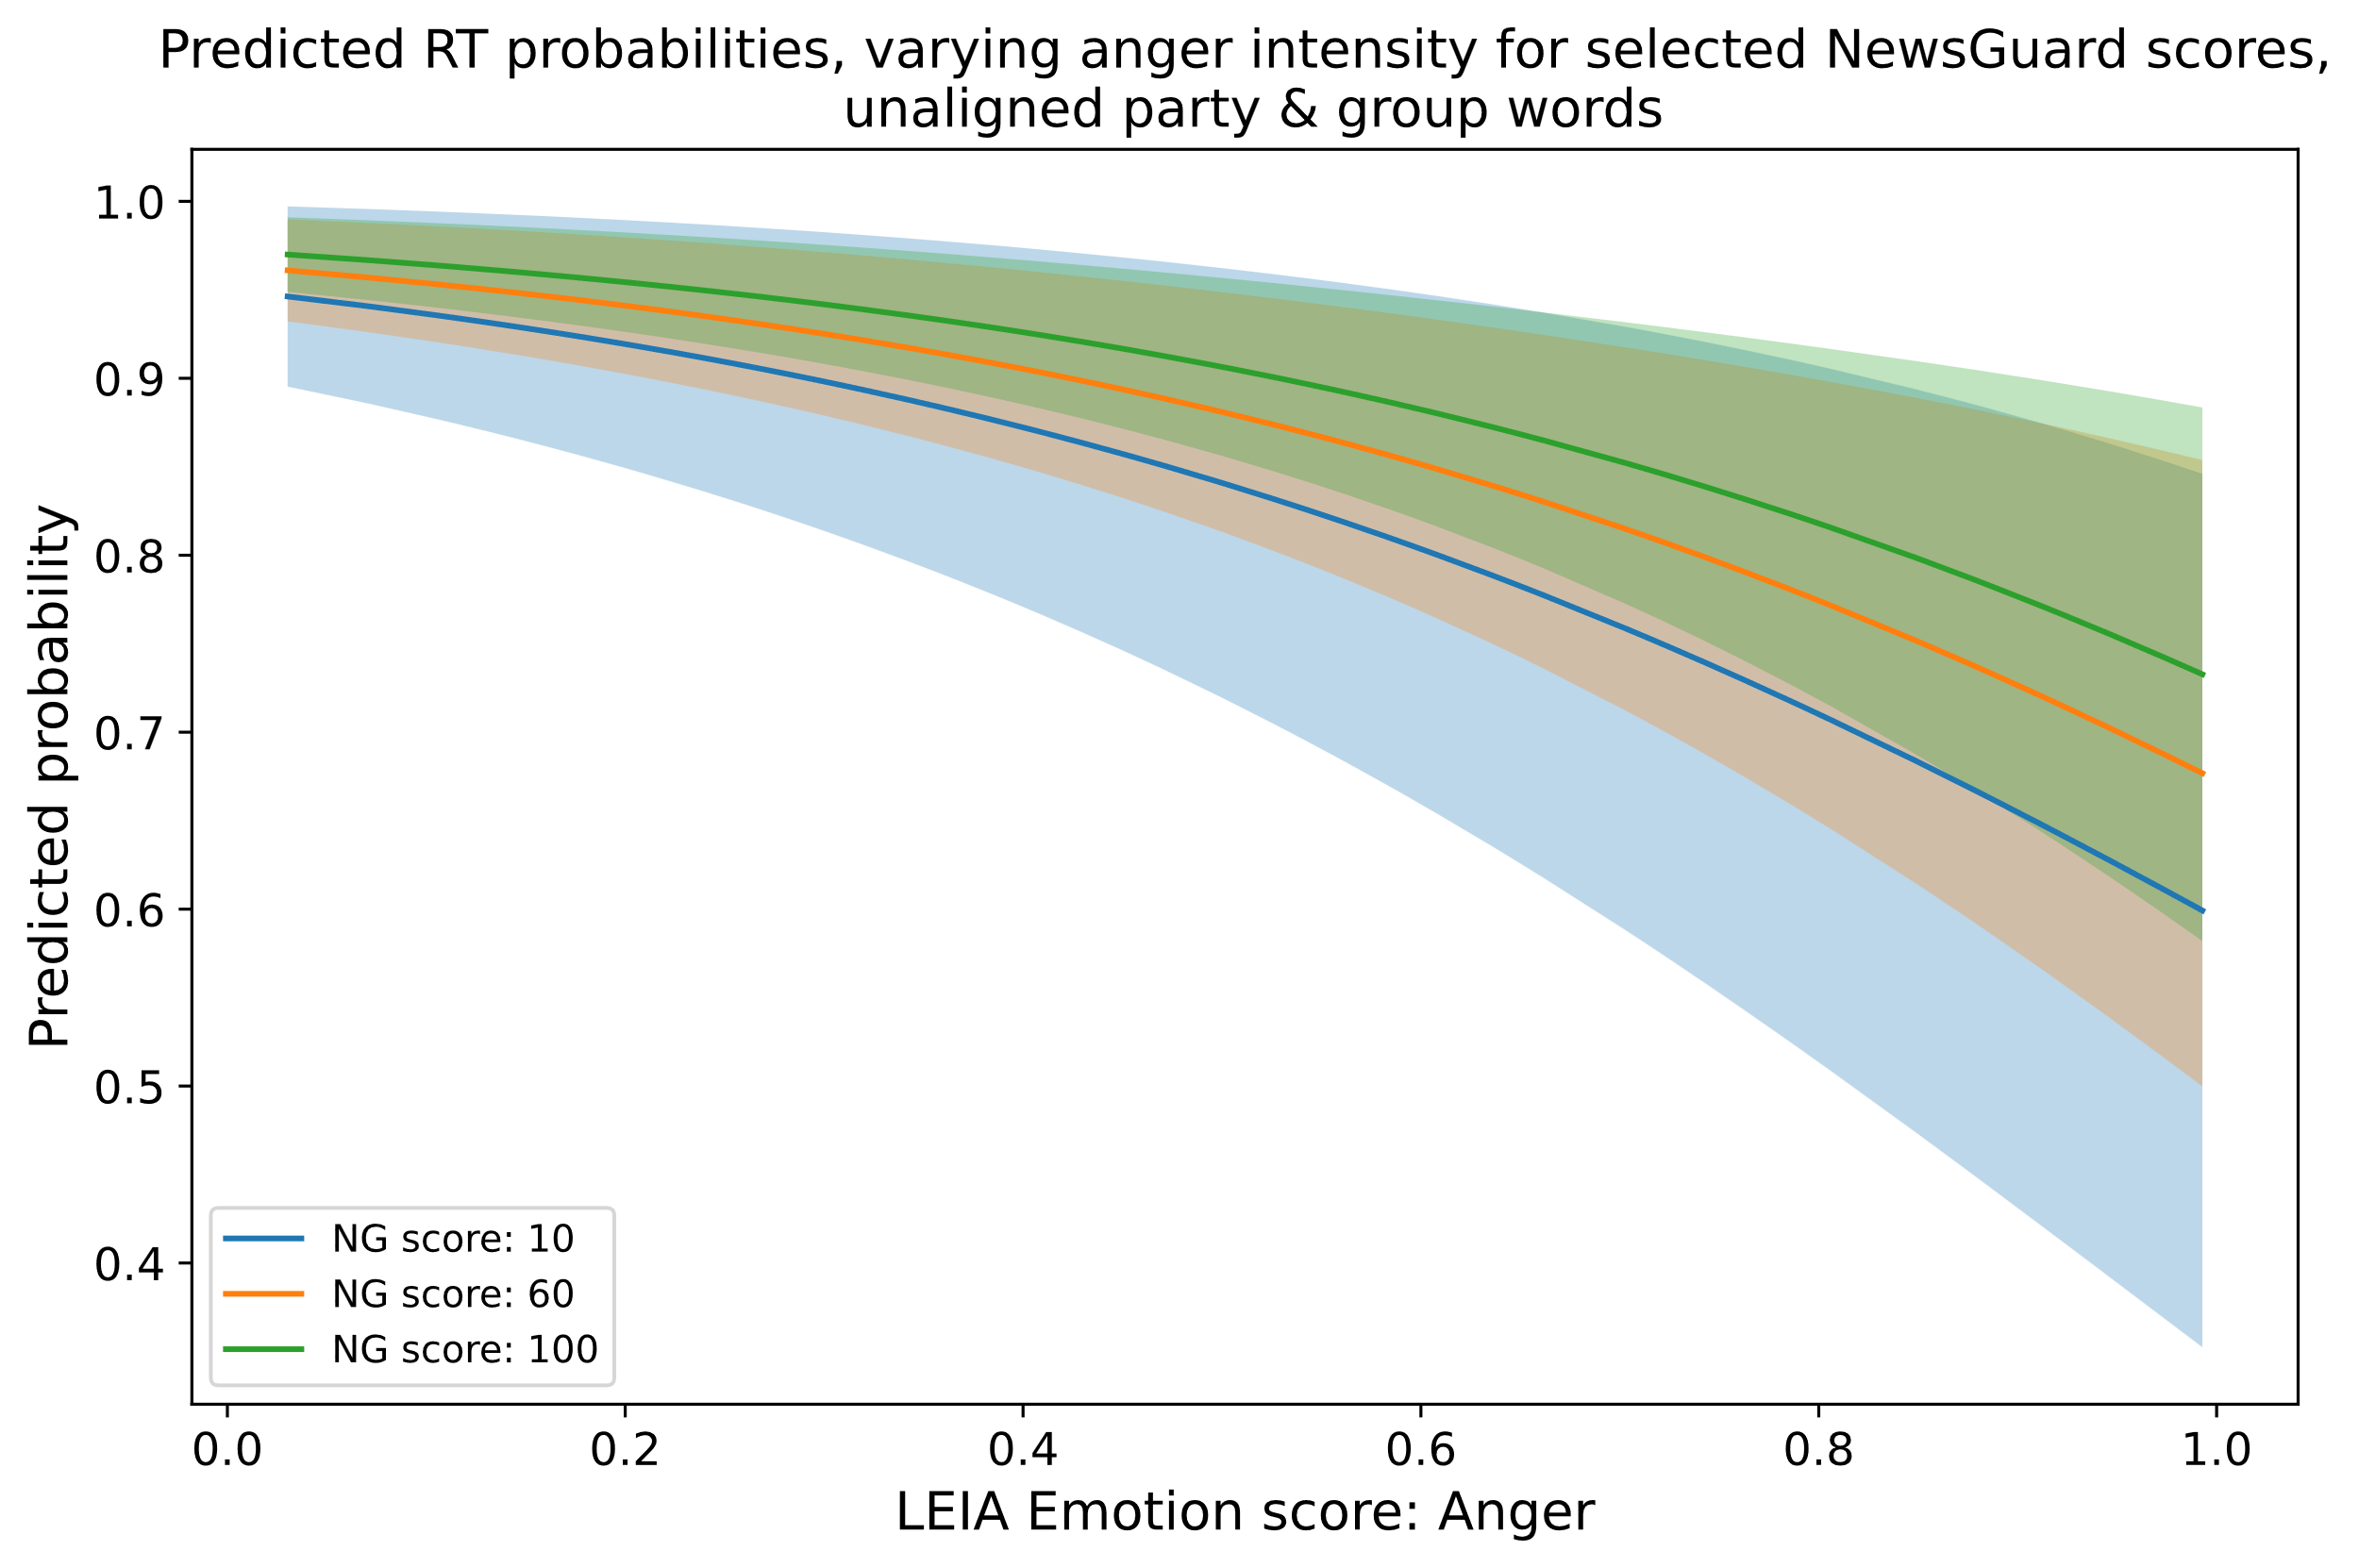 Predicted RT probabilities, varying anger intensity for selected NewsGuard scores,
unaligned party & group words
Predicted probability
1.0
0.9
0.8
0.7
0.6
0.5
0.4
NG score: 10
NG score: 60
NG score: 100
0.0 0.2 0.4 0.6 0.8 1.0
LEIA Emotion score: Anger